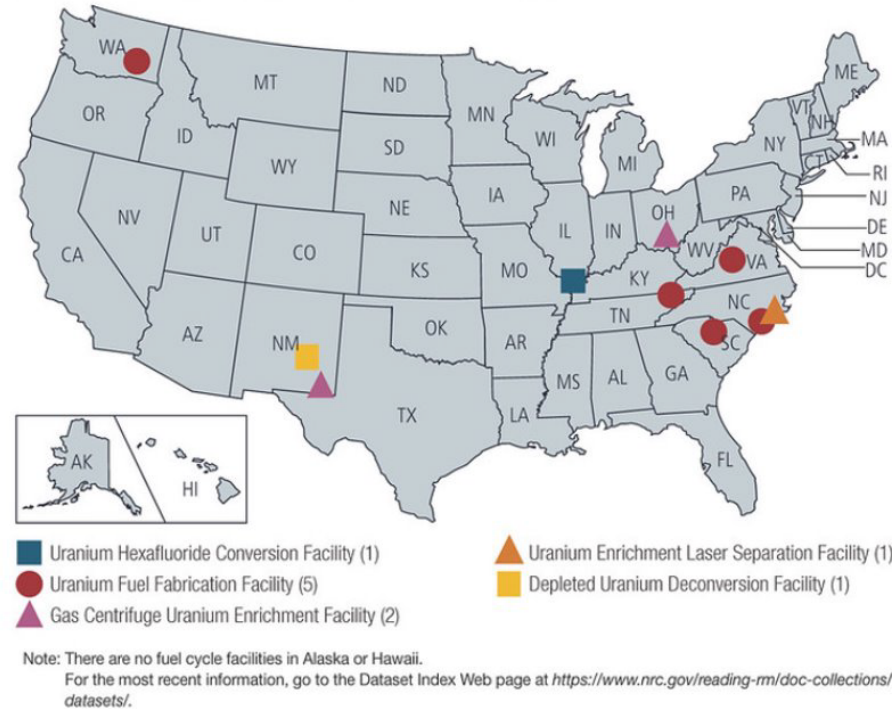 WA
MT
ND
MN
ME
VT
NH
OR
ID
SD
WI
NY
MA
WY
MI
CT
RI
IA
PA
NJ
NE
OH
NV
UT
IL
IN
DE
CO
WV
VA
MD
CA
KS
MO
KY
DC
NC
TN
AZ
NM
OK
AR
SC
MS
AL
GA
TX
LA
FL
AK
HI
Uranium Hexafluoride Conversion Facility (1)
Uranium Fuel Fabrication Facility (5)
Gas Centrifuge Uranium Enrichment Facility (2)
Uranium Enrichment Laser Separation Facility (1)
Depleted Uranium Deconversion Facility (1)
Note: There are no fuel cycle facilities in Alaska or Hawaii.
For the most recent information, go to the Dataset Index Web page at https://www.nrc.gov/reading-rm/doc-collections/
datasets/.